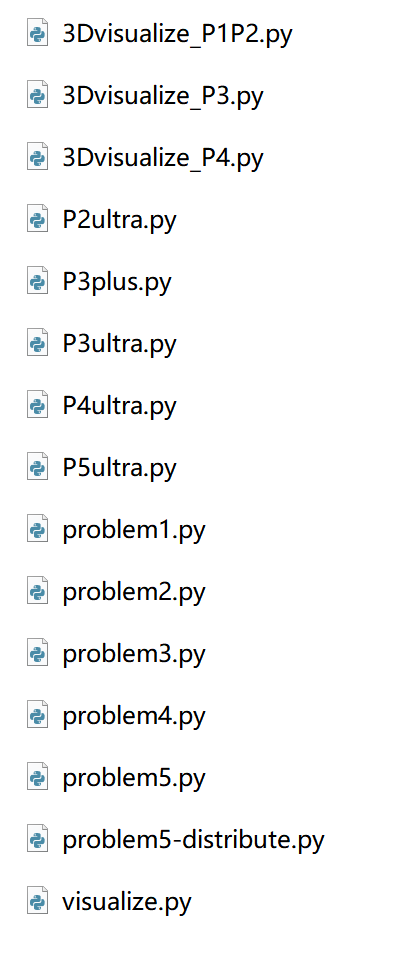 3Dvisualize_P1P2.py
3Dvisualize_P3.py
3Dvisualize_P4.py
P2ultra.py
P3plus.py
P3ultra.py
P4ultra.py
P5ultra.py
problem1.py
problem2.py
problem3.py
problem4.py
problem5.py
problem5-distribute.py
visualize.py